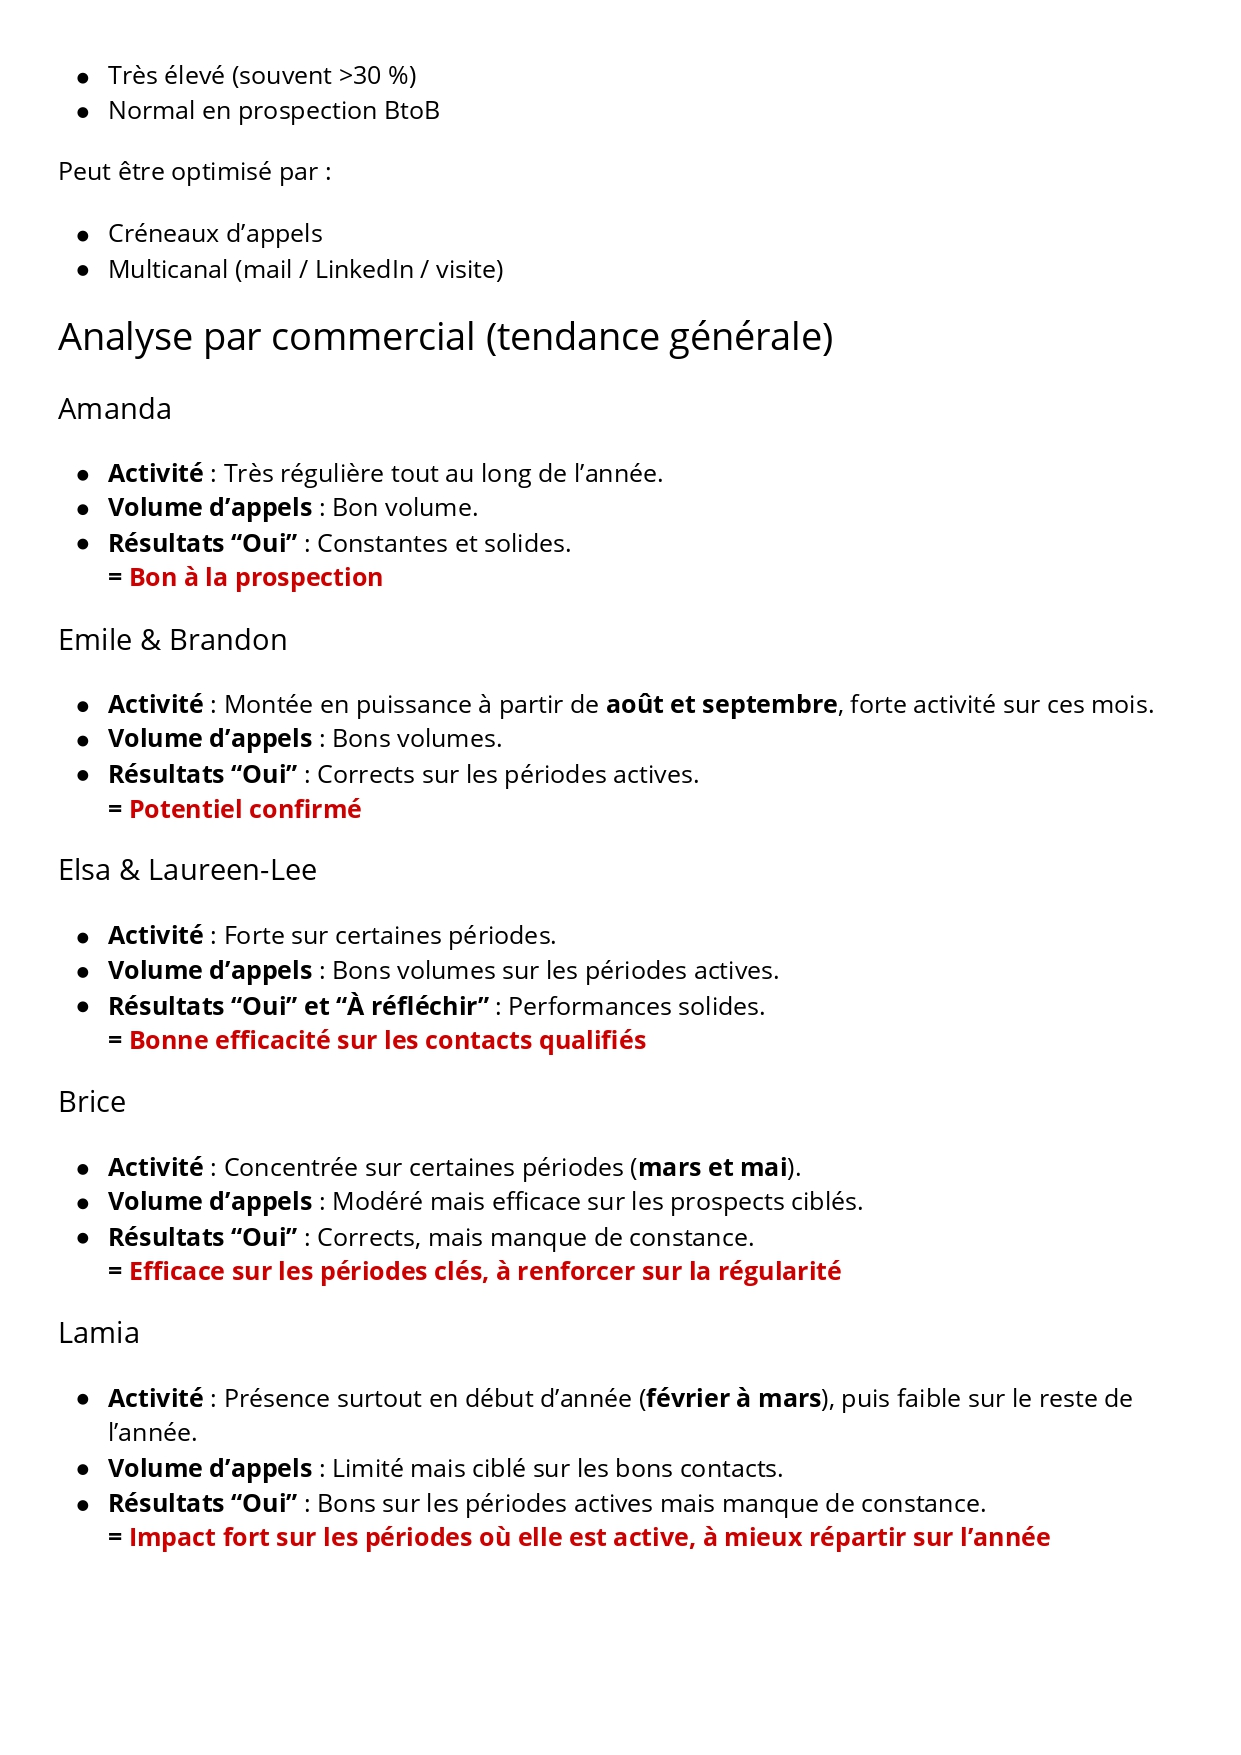 ● Très élevé (souvent >30 %)
● Normal en prospection BtoB
Peut être optimisé par :
● Créneaux d’appels
● Multicanal (mail / LinkedIn / visite)
Analyse par commercial (tendance générale)
Amanda
● Activité : Très régulière tout au long de l’année.
● Volume d’appels : Bon volume.
● Résultats “Oui” : Constantes et solides.
= Bon à la prospection
Emile & Brandon
● Activité : Montée en puissance à partir de août et septembre, forte activité sur ces mois.
● Volume d’appels : Bons volumes.
● Résultats “Oui” : Corrects sur les périodes actives.
= Potentiel confirmé
Elsa & Laureen-Lee
● Activité : Forte sur certaines périodes.
● Volume d’appels : Bons volumes sur les périodes actives.
● Résultats “Oui” et “À réfléchir” : Performances solides.
= Bonne efficacité sur les contacts qualifiés
Brice
● Activité : Concentrée sur certaines périodes (mars et mai).
● Volume d’appels : Modéré mais efficace sur les prospects ciblés.
● Résultats “Oui” : Corrects, mais manque de constance.
= Efficace sur les périodes clés, à renforcer sur la régularité
Lamia
● Activité : Présence surtout en début d’année (février à mars), puis faible sur le reste de
l’année.
● Volume d’appels : Limité mais ciblé sur les bons contacts.
● Résultats “Oui” : Bons sur les périodes actives mais manque de constance.
= Impact fort sur les périodes où elle est active, à mieux répartir sur l’année